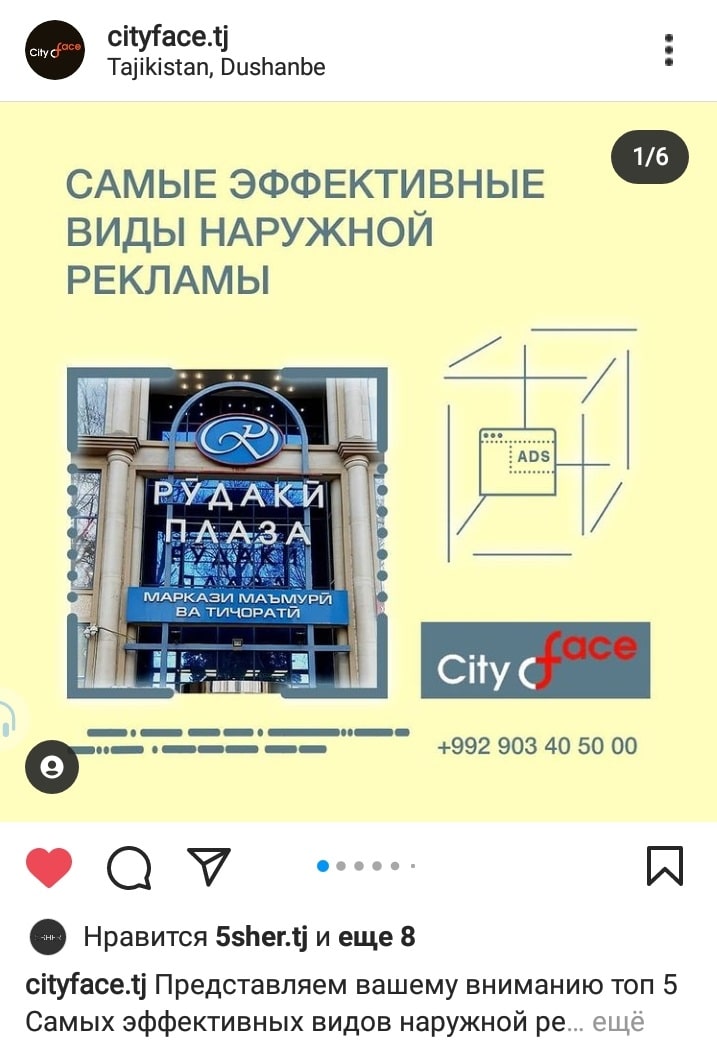 City face
cityface.tj
Tajikistan, Dushanbe
1/6
САМЫЕ ЭФФЕКТИВНЫЕ
ВИДЫ НАРУЖНОЙ
РЕКЛАМЫ
ADS
РӮДАКӢ
ПЛАЗА
МАРКАЗИ МАЪМУРӢ
ВА ТИҶОРАТӢ
City face
+992 903 40 50 00
Нравится 5sher.tj и еще 8
cityface.tj Представляем вашему вниманию топ 5
Самых эффективных видов наружной ре... ещё